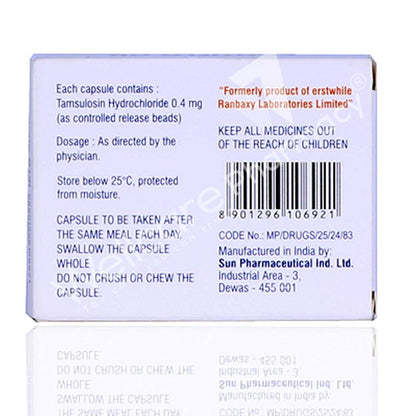 Each capsule contains :
Tamsulosin Hydrochloride 0.4 mg
(as controlled release beads)
Dosage : As directed by the
physician.
Store below 25°C, protected
from moisture.
CAPSULE TO BE TAKEN AFTER
THE SAME MEAL EACH DAY.
SWALLOW THE CAPSULE
WHOLE.
DO NOT CRUSH OR CHEW THE
CAPSULE.
"Formerly product of erstwhile
Ranbaxy Laboratories Limited"
KEEP ALL MEDICINES OUT
OF THE REACH OF CHILDREN
8 901296 106921
CODE No.: MP/DRUGS/25/24/83
Manufactured in India by:
Sun Pharmaceutical Ind. Ltd.
Industrial Area - 3,
Dewas - 455 001